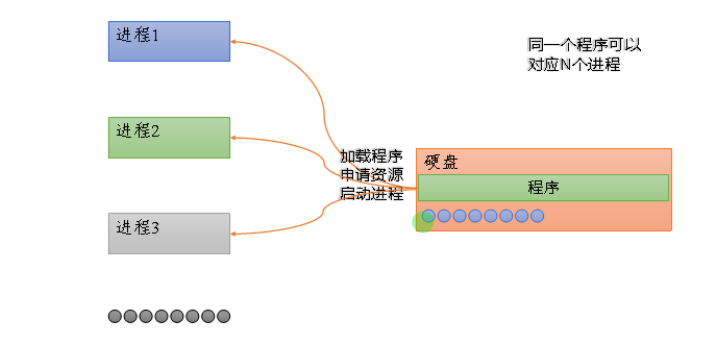 进程1
同一个程序可以
对应N个进程
进程2
加载程序
申请资源
启动进程
硬盘
程序
进程3